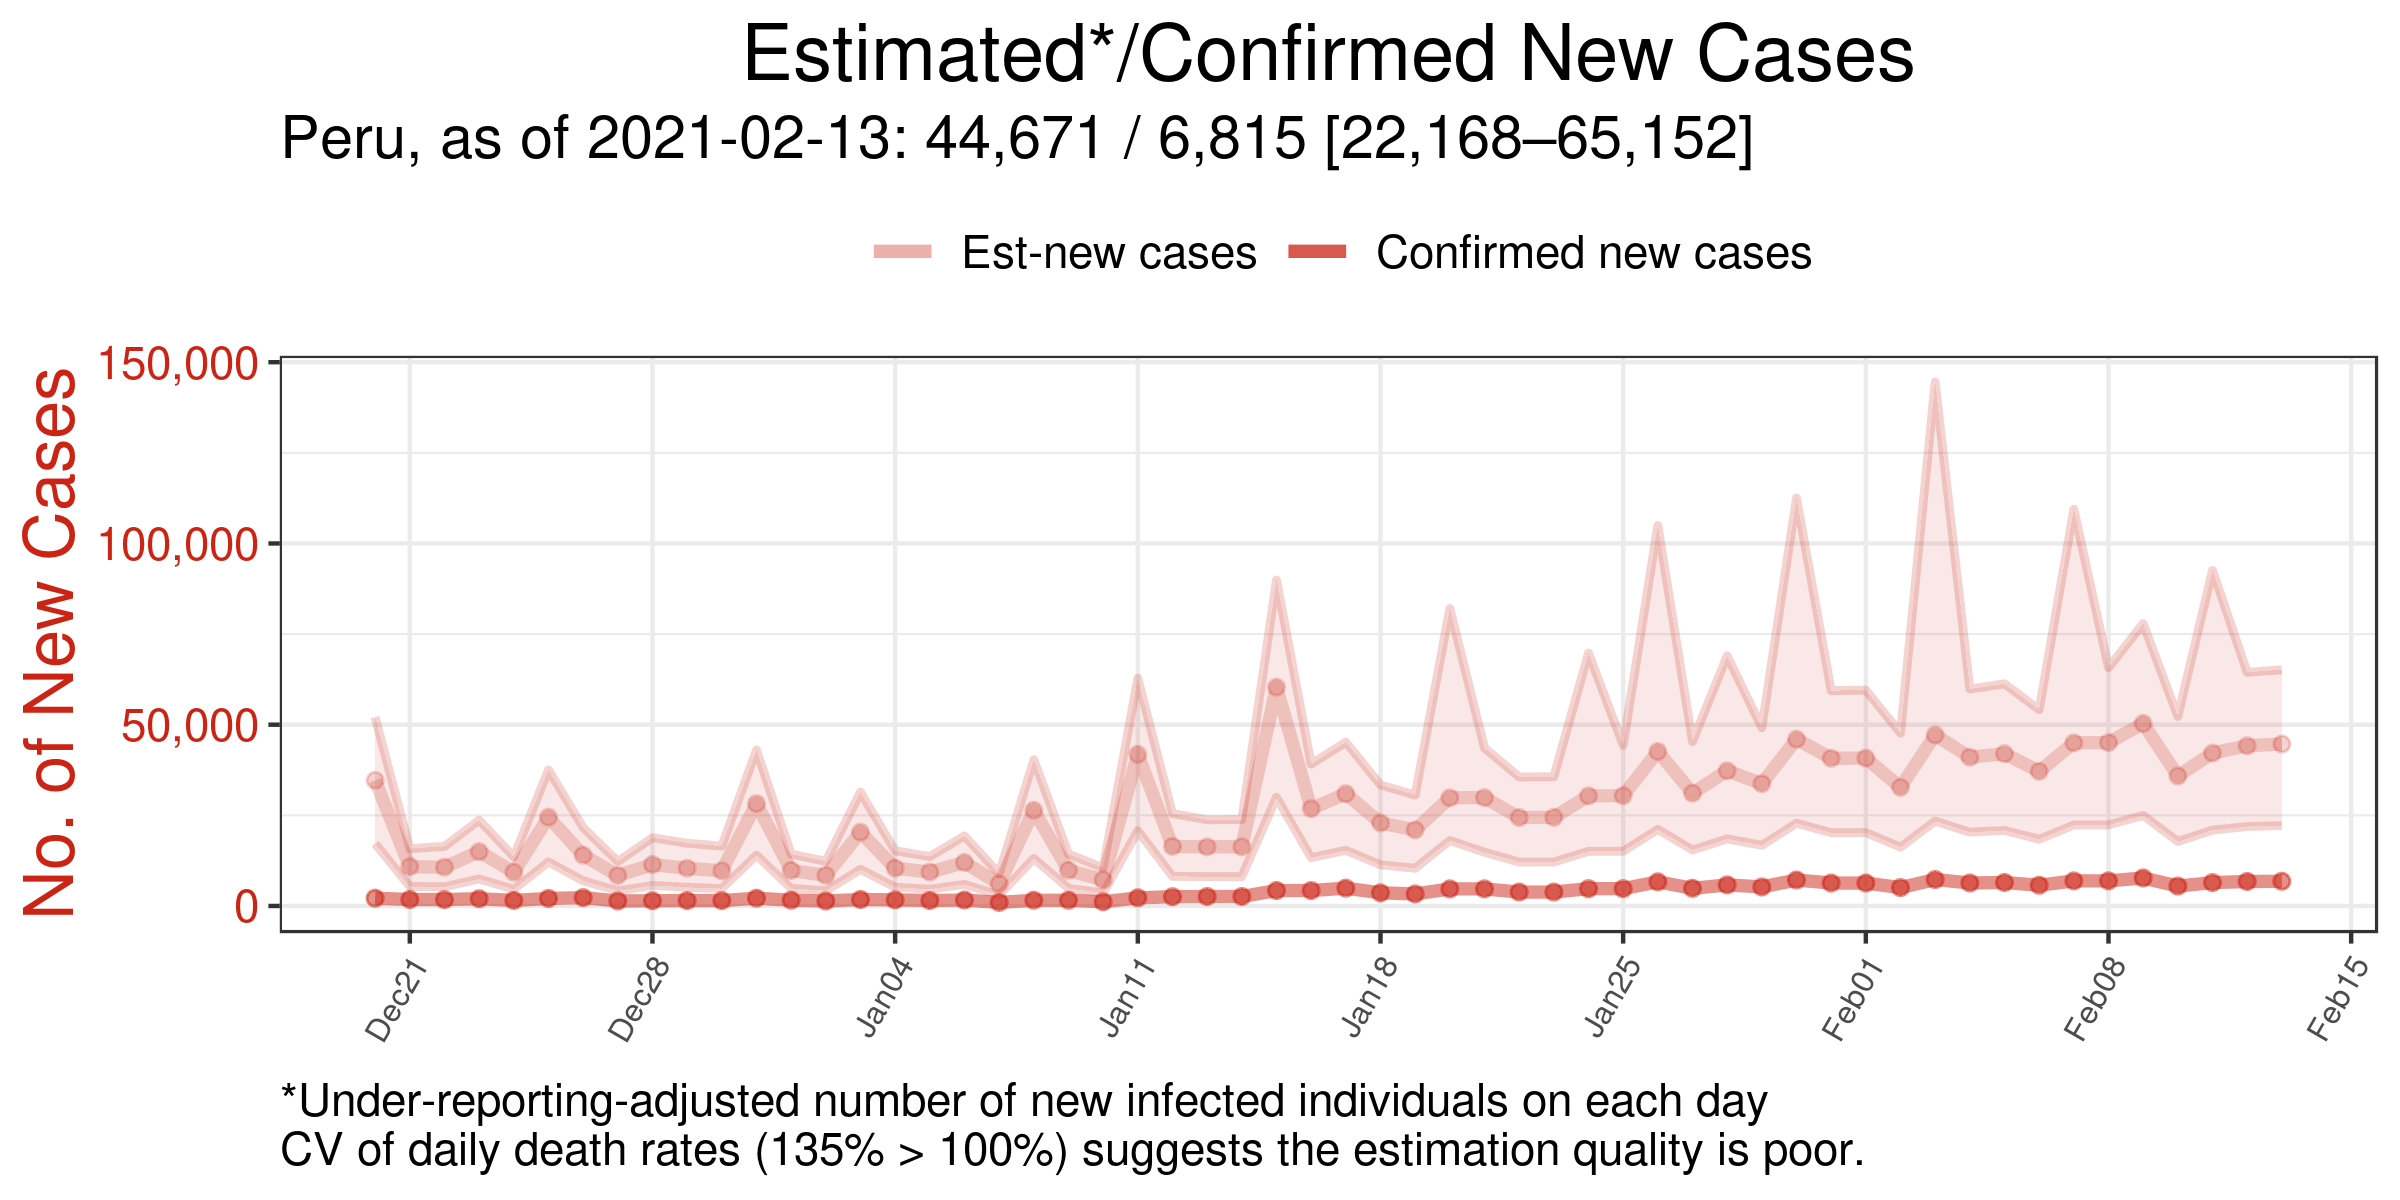 Estimated*/Confirmed New Cases
Peru, as of 2021-02-13: 44,671 / 6,815 [22,168–65,152]
Est-new cases Confirmed new cases
No. of New Cases
150,000
100,000
50,000
0
Dec21 Dec28 Jan04 Jan11 Jan18 Jan25 Feb01 Feb08 Feb15
*Under-reporting-adjusted number of new infected individuals on each day
CV of daily death rates (135% > 100%) suggests the estimation quality is poor.